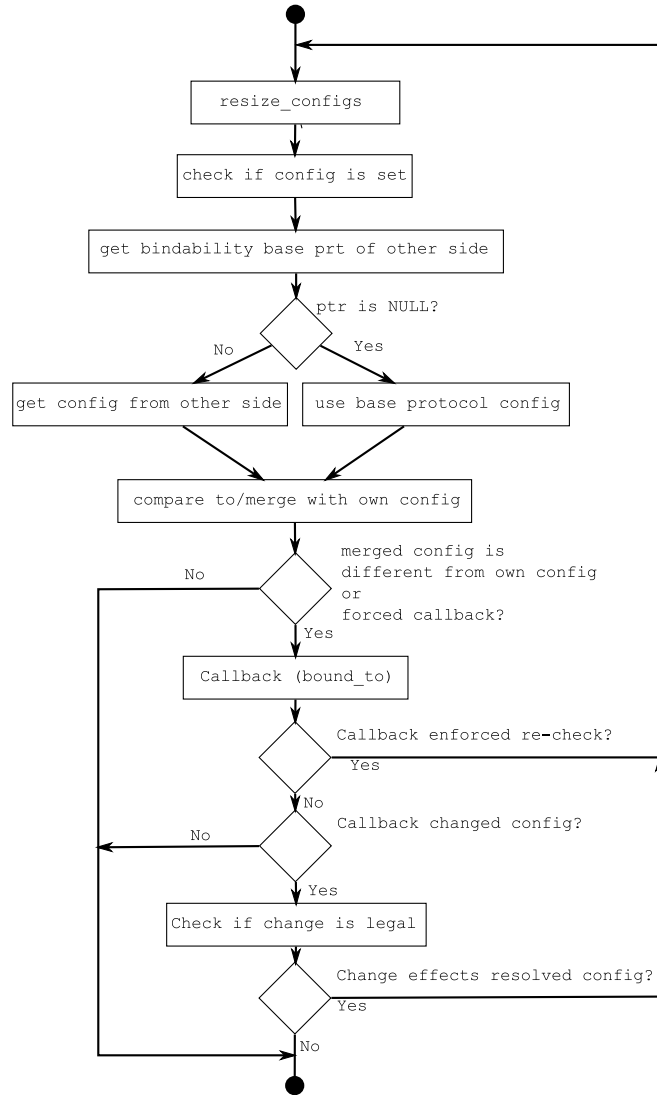 resize_configs
check if config is set
get bindability base prt of other side
ptr is NULL?
No
Yes
get config from other side
use base protocol config
compare to/merge with own config
merged config is
different from own config
or
forced callback?
No
Yes
Callback (bound_to)
Callback enforced re-check?
Yes
No
Callback changed config?
No
Yes
Check if change is legal
Change effects resolved config?
Yes
No